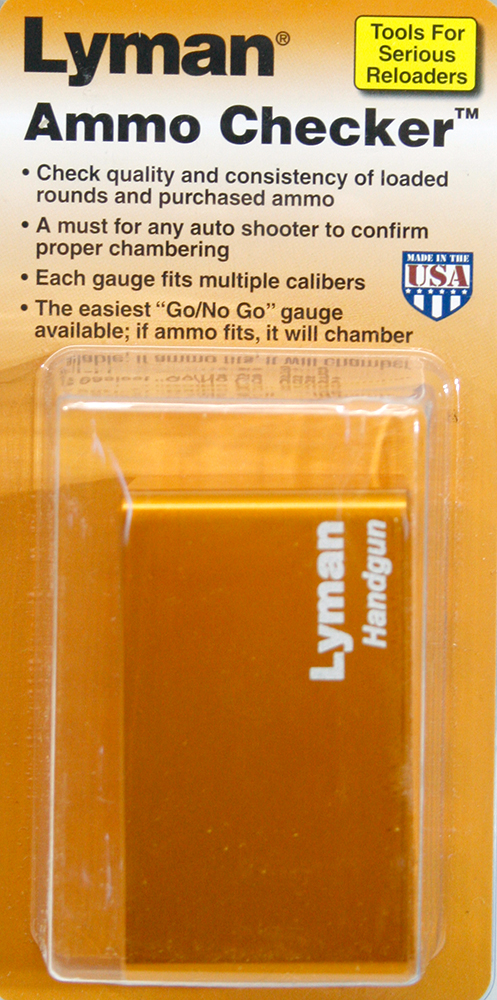 Lyman®
Tools For
Serious
Reloaders
Ammo Checker™
• Check quality and consistency of loaded
rounds and purchased ammo
• A must for any auto shooter to confirm
proper chambering
• Each gauge fits multiple calibers
• The easiest “Go/No Go” gauge
available; if ammo fits, it will chamber
MADE IN THE
USA
Lyman
Handgun